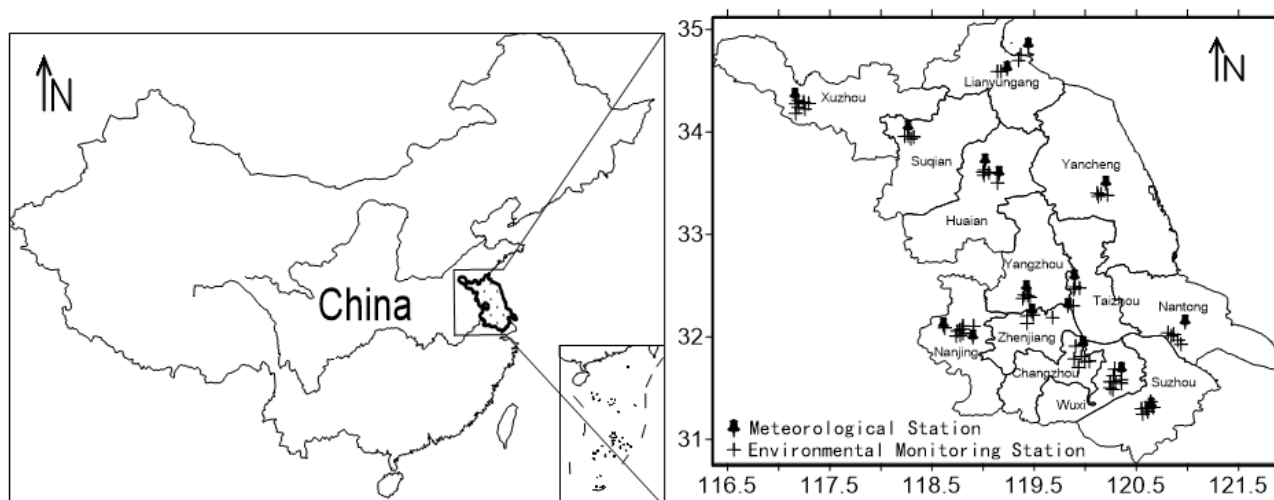 N
China
35
34
33
32
31
N
Lianyungang
Xuzhou
Suqian
Yancheng
Huaian
Yangzhou
Taizhou
Nantong
Zhenjiang
Nanjing
Changzhou
Suzhou
Wuxi
Meteorological Station
Environmental Monitoring Station
116.5 117.5 118.5 119.5 120.5 121.5